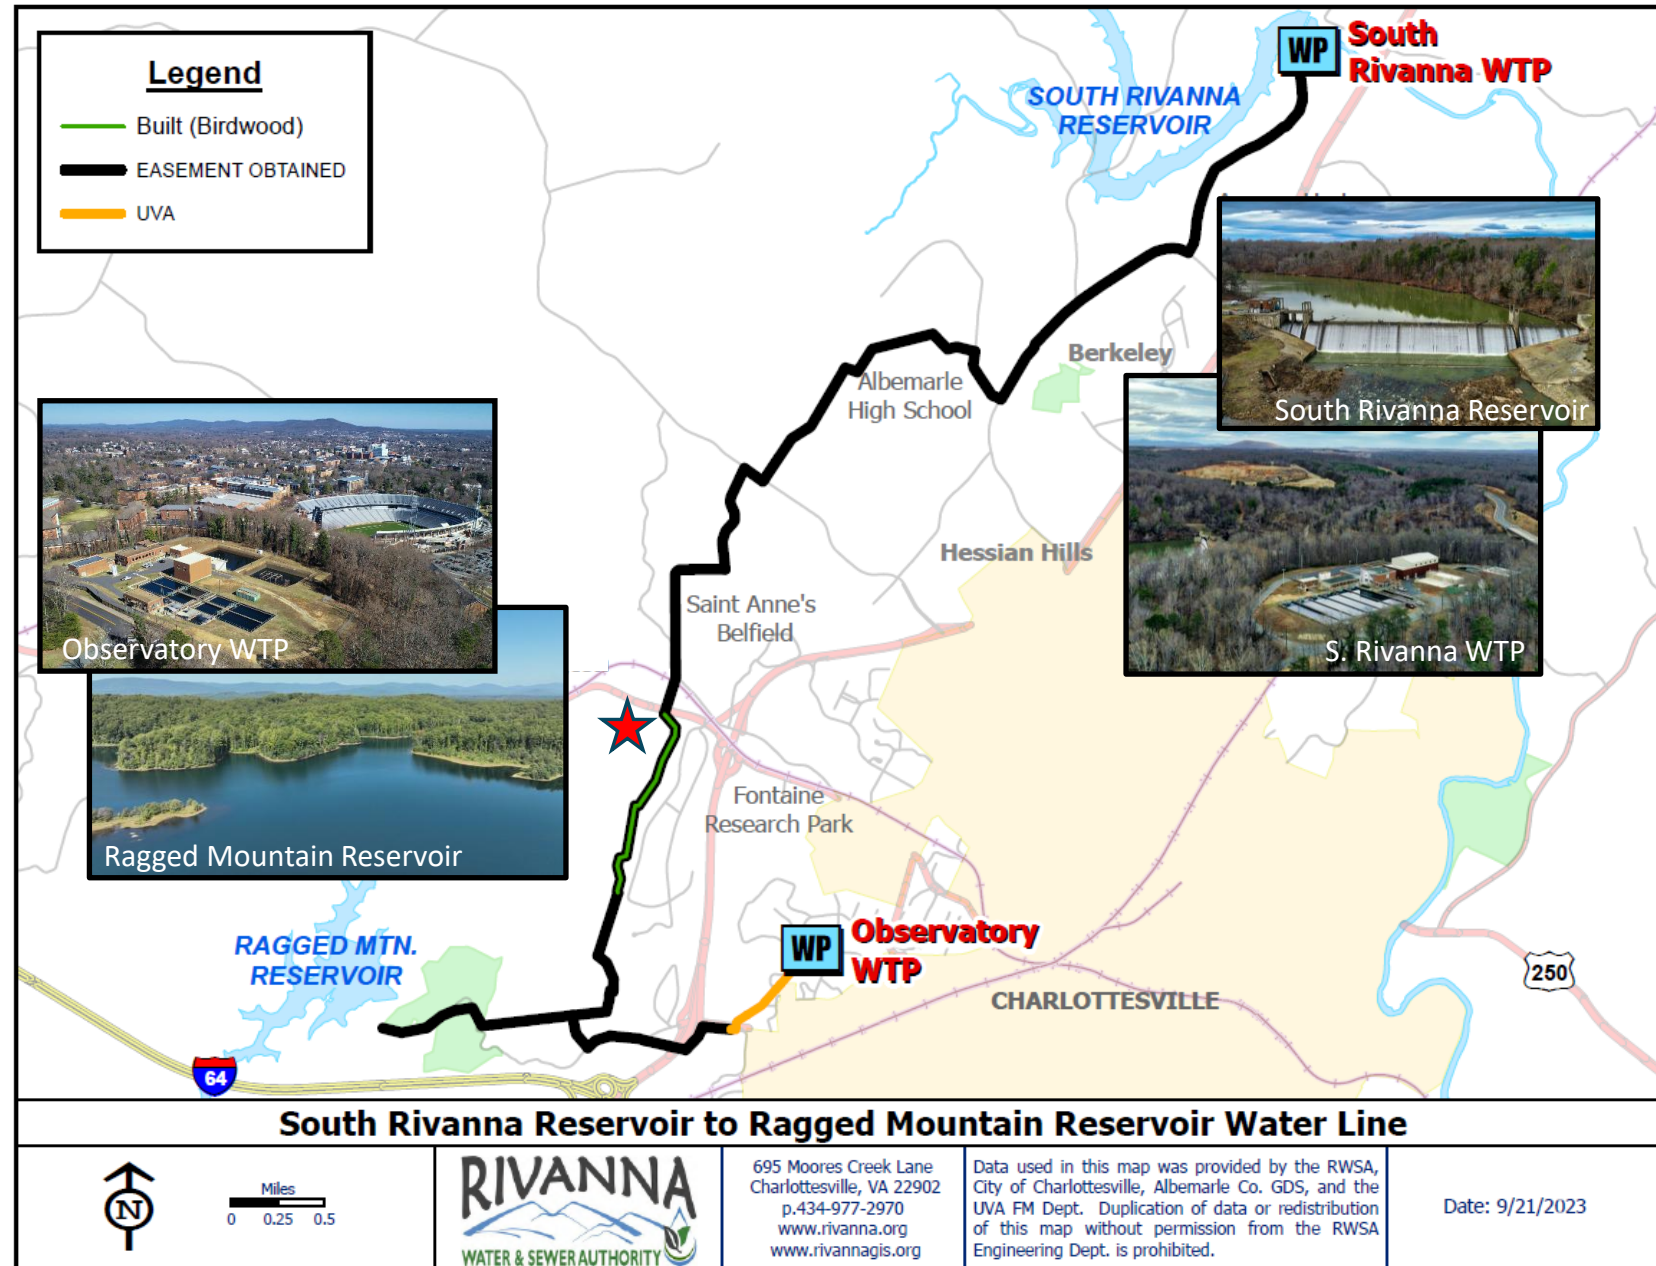 Legend
Built (Birdwood)
EASEMENT OBTAINED
UVA
WP
South
Rivanna WTP
SOUTH RIVANNA
RESERVOIR
South Rivanna Reservoir
Berkeley
Albemarle
High School
S. Rivanna WTP
Hessian Hills
Observatory WTP
Saint Anne's
Belfield
Ragged Mountain Reservoir
Fontaine
Research Park
WP
Observatory
WTP
RAGGED MTN.
RESERVOIR
CHARLOTTESVILLE
250
64
South Rivanna Reservoir to Ragged Mountain Reservoir Water Line
N
Miles
0 0.25 0.5
RIVANNA
WATER & SEWER AUTHORITY
695 Moores Creek Lane
Charlottesville, VA 22902
p.434-977-2970
www.rivanna.org
www.rivannagis.org
Data used in this map was provided by the RWSA,
City of Charlottesville, Albemarle Co. GDS, and the
UVA FM Dept. Duplication of data or redistribution
of this map without permission from the RWSA
Engineering Dept. is prohibited.
Date: 9/21/2023